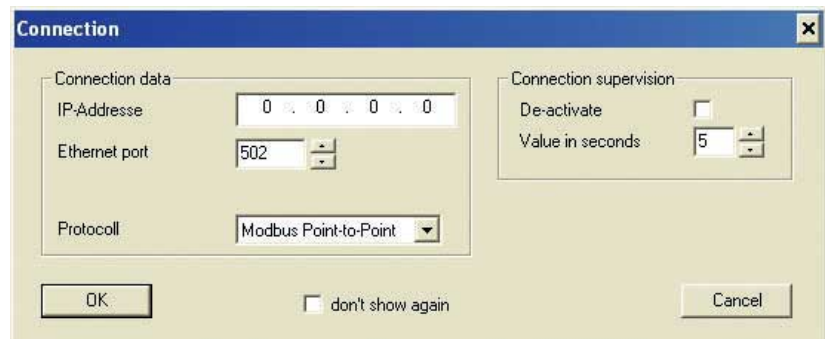 Connection
Connection data
IP-Addresse 0 . 0 . 0 . 0
Ethernet port 502
Protocoll Modbus Point-to-Point
Connection supervision
De-activate
Value in seconds 5
OK
don't show again
Cancel